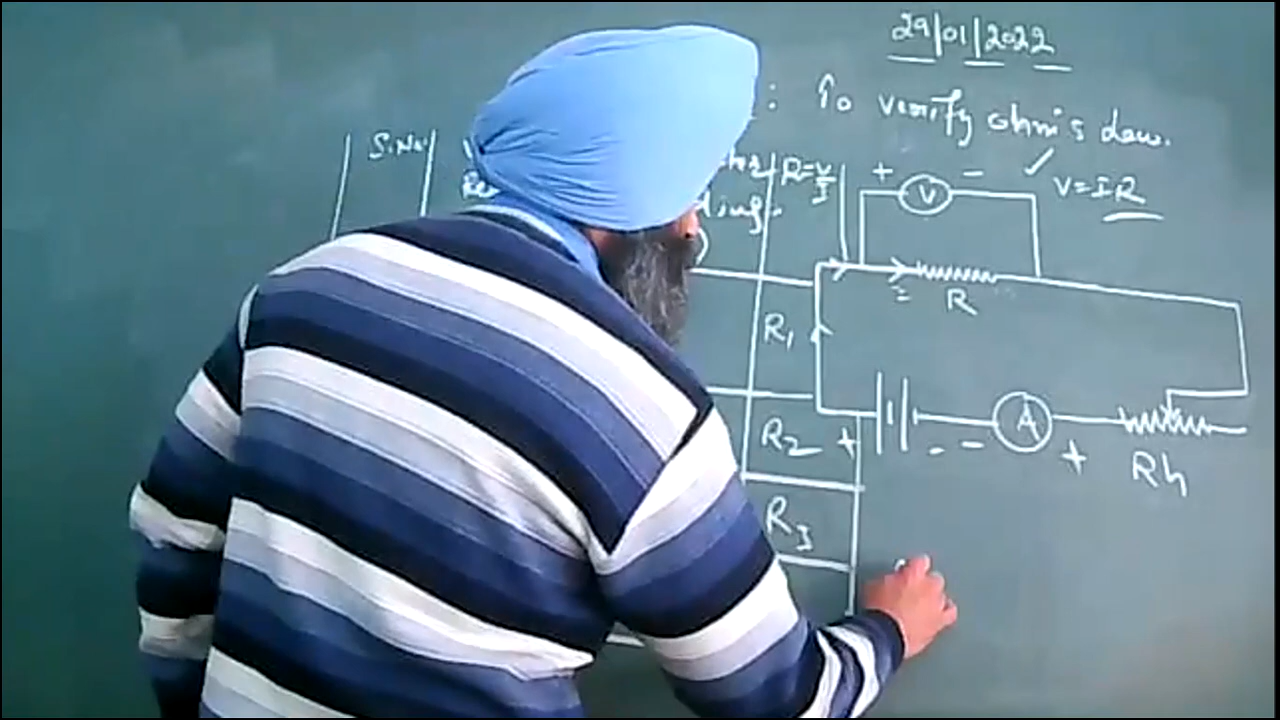 29/01/2022
: To verify ohm's Law.
S.No.
R=V/I
+ V -
V=IR
R
R1
R2
+ - - A +
Rh
R3